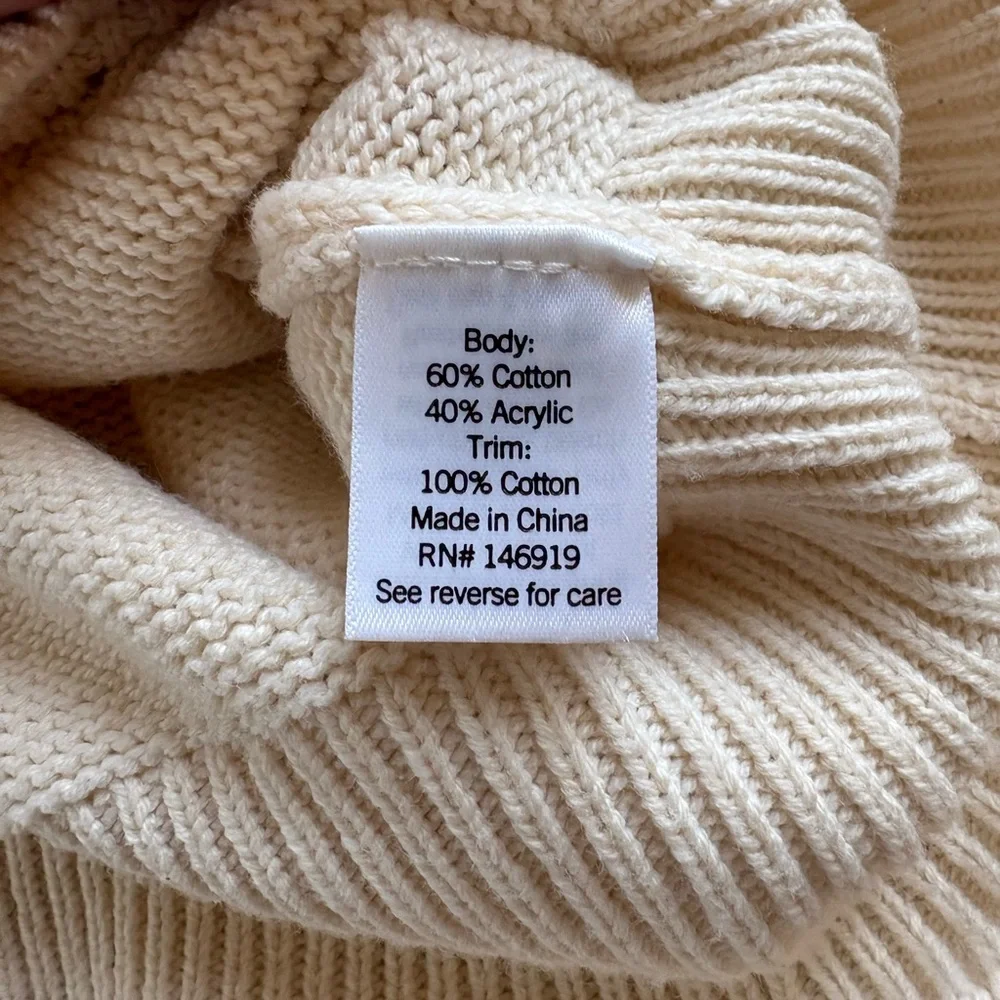 Body:
60% Cotton
40% Acrylic
Trim:
100% Cotton
Made in China
RN# 146919
See reverse for care